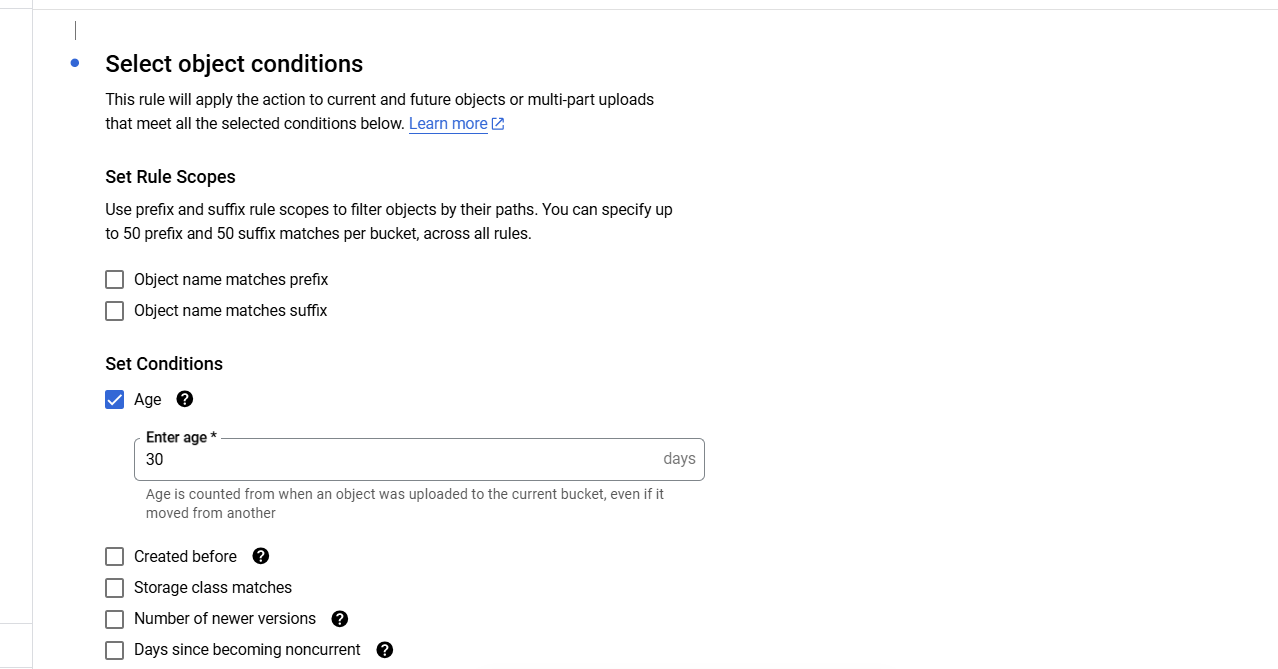 Select object conditions
This rule will apply the action to current and future objects or multi-part uploads
that meet all the selected conditions below. Learn more
Set Rule Scopes
Use prefix and suffix rule scopes to filter objects by their paths. You can specify up
to 50 prefix and 50 suffix matches per bucket, across all rules.
Object name matches prefix
Object name matches suffix
Set Conditions
Age ?
Enter age *
30 days
Age is counted from when an object was uploaded to the current bucket, even if it
moved from another
Created before ?
Storage class matches
Number of newer versions ?
Days since becoming noncurrent ?